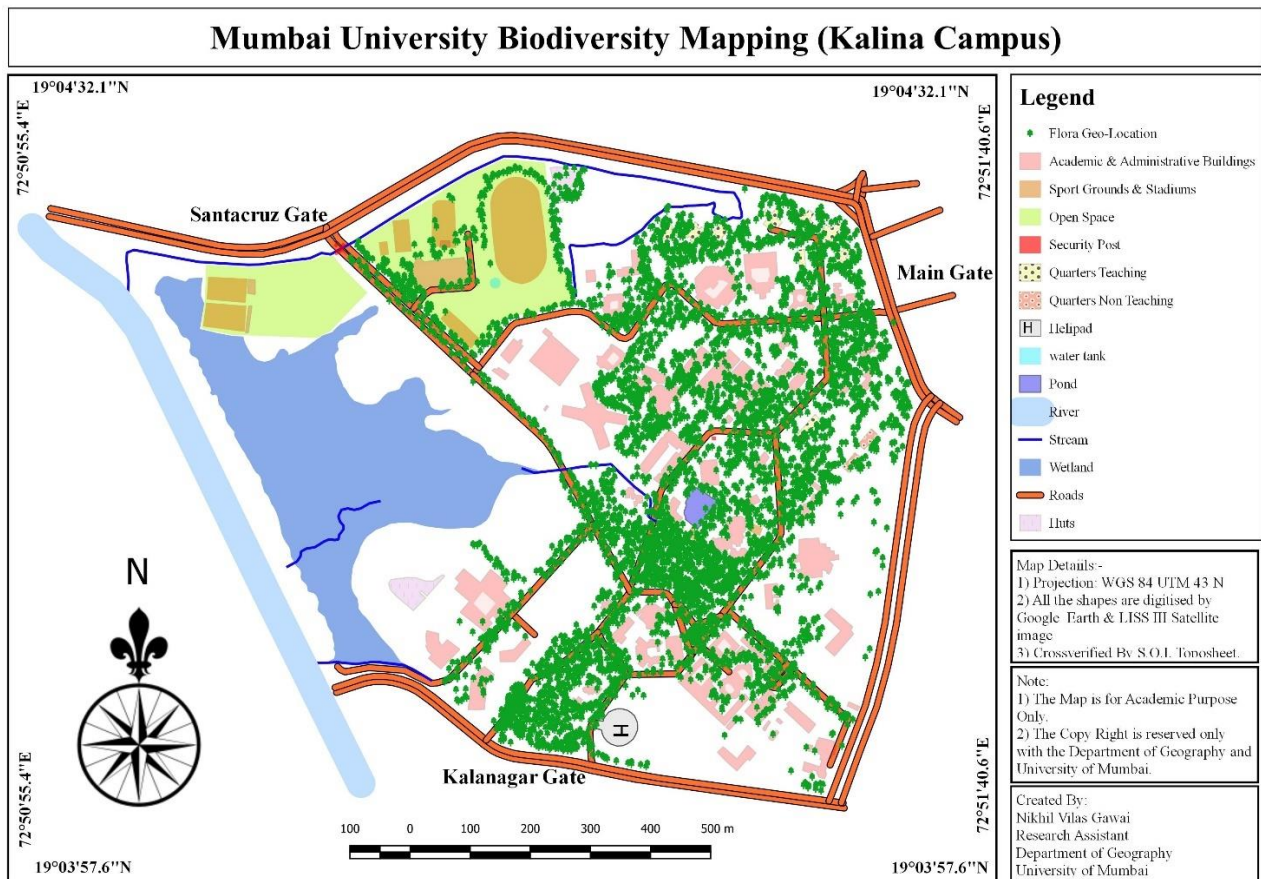 Mumbai University Biodiversity Mapping (Kalina Campus)
19°04'32.1"N
19°04'32.1"N
72°50'55.4"E
72°51'40.6"E
Santacruz Gate
Main Gate
N
H
Kalanagar Gate
72°50'55.4"E
72°51'40.6"E
100 0 100 200 300 400 500 m
19°03'57.6"N
19°03'57.6"N
Legend
Flora Geo-Location
Academic & Administrative Buildings
Sport Grounds & Stadiums
Open Space
Security Post
Quarters Teaching
Quarters Non Teaching
H Helipad
water tank
Pond
River
Stream
Wetland
Roads
Huts
Map Details:-
1) Projection: WGS 84 UTM 43 N
2) All the shapes are digitised by
Google Earth & LISS III Satellite
image
3) Crossverified By S.O.I. Toposheet.
Note:
1) The Map is for Academic Purpose
Only.
2) The Copy Right is reserved only
with the Department of Geography and
University of Mumbai.
Created By:
Nikhil Vilas Gawai
Research Assistant
Department of Geography
University of Mumbai